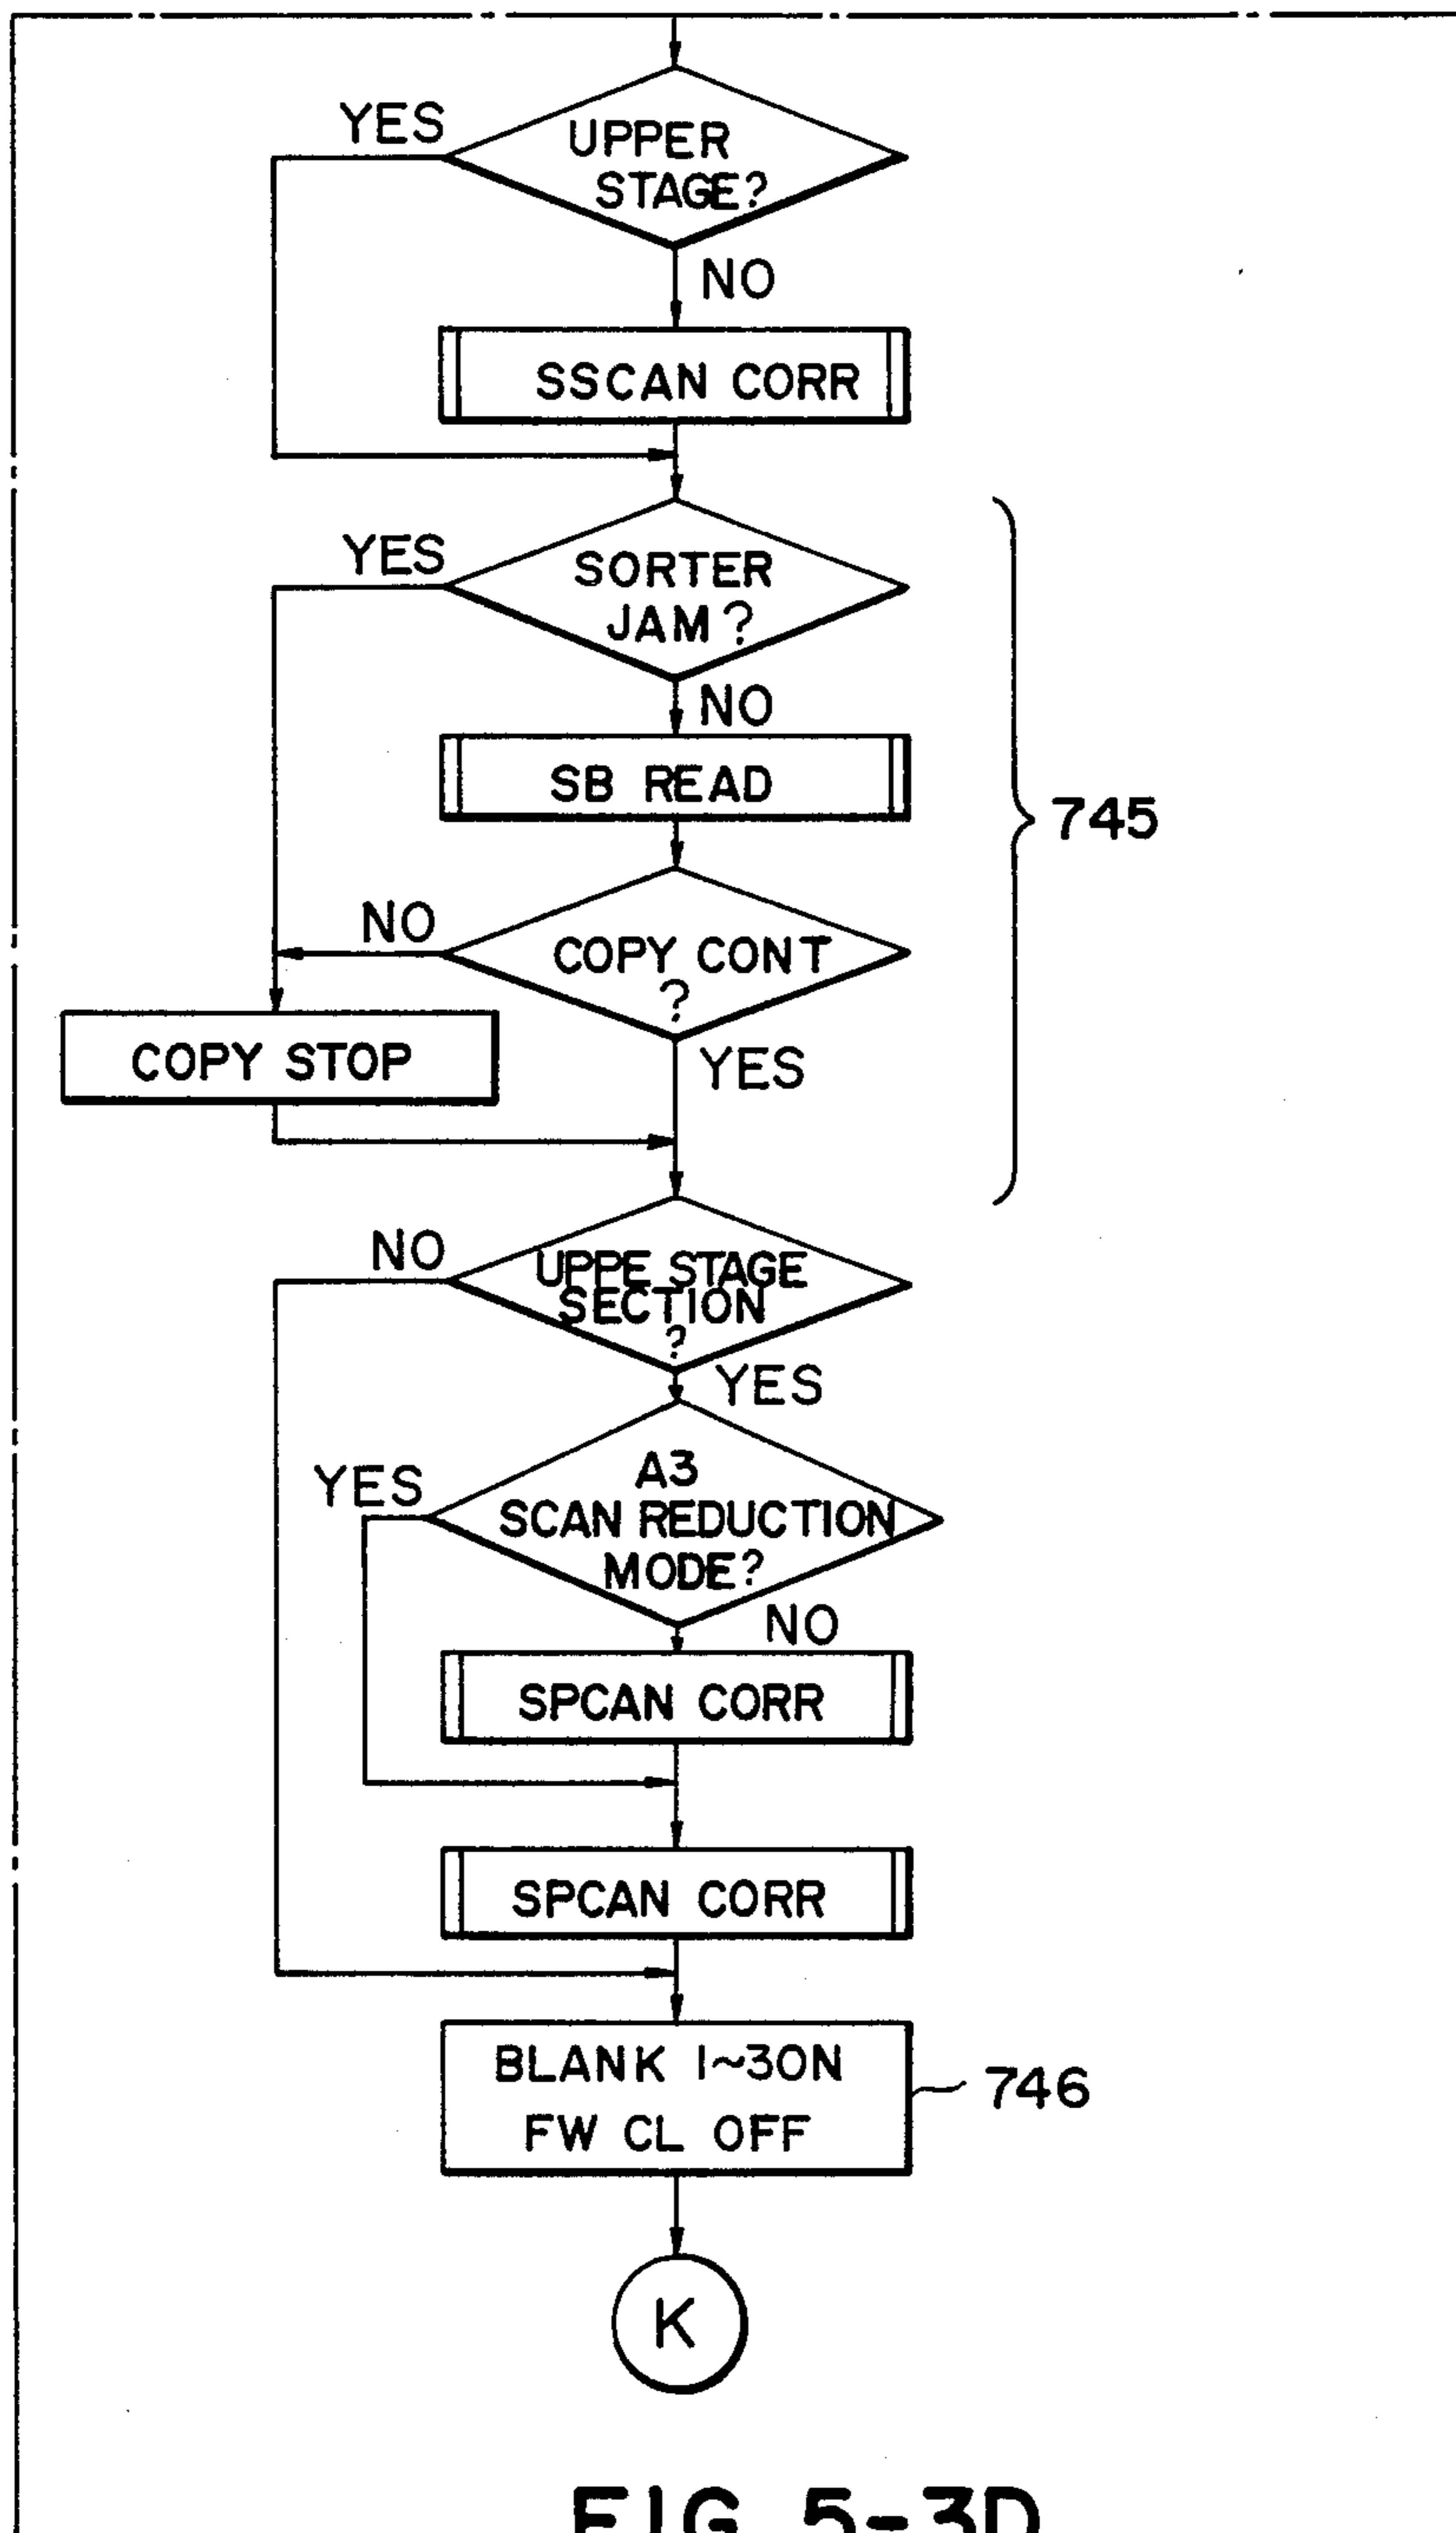 YES
UPPER
STAGE?
NO
SSCAN CORR
YES
SORTER
JAM?
NO
SB READ
745
NO
COPY CONT
?
COPY STOP
YES
NO
UPPE STAGE
SECTION
?
YES
A3
YES
SCAN REDUCTION
MODE?
NO
SPCAN CORR
SPCAN CORR
BLANK 1~3ON
746
FW CL OFF
K
FIG. 5-3D